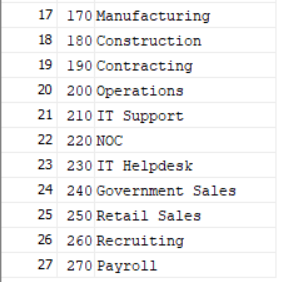 17 170 Manufacturing
18 180 Construction
19 190 Contracting
20 200 Operations
21 210 IT Support
22 220 NOC
23 230 IT Helpdesk
24 240 Government Sales
25 250 Retail Sales
26 260 Recruiting
27 270 Payroll